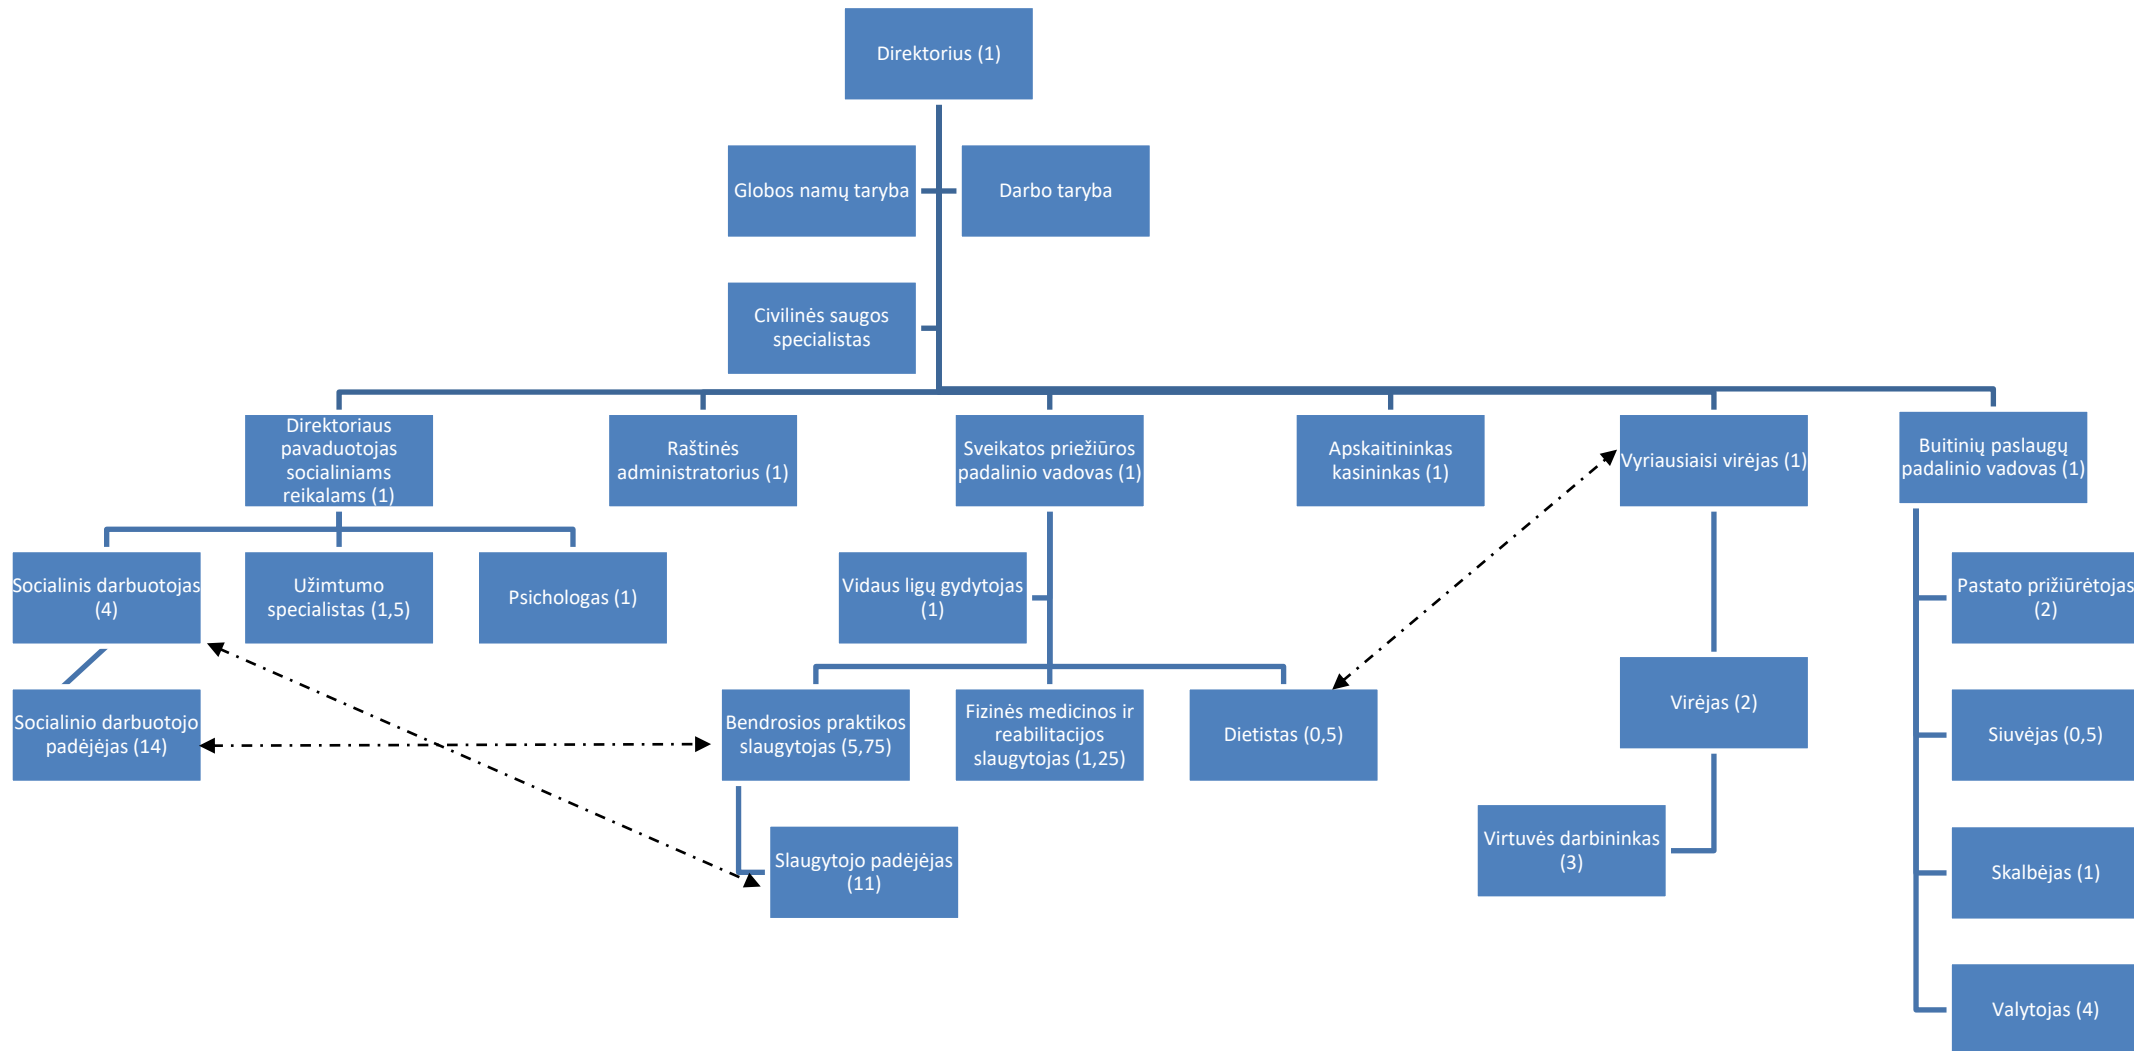 Direktorius (1)
Globos namų taryba
Darbo taryba
Civilinės saugos
specialistas
Direktoriaus
pavaduotojas
socialiniams
reikalams (1)
Raštinės
administratorius (1)
Sveikatos priežiūros
padalinio vadovas (1)
Apskaitininkas
kasininkas (1)
Vyriausiaisi virėjas (1)
Buitinių paslaugų
padalinio vadovas (1)
Socialinis darbuotojas
(4)
Užimtumo
specialistas (1,5)
Psichologas (1)
Vidaus ligų gydytojas
(1)
Pastato prižiūrėtojas
(2)
Socialinio darbuotojo
padėjėjas (14)
Bendrosios praktikos
slaugytojas (5,75)
Fizinės medicinos ir
reabilitacijos
slaugytojas (1,25)
Dietistas (0,5)
Virėjas (2)
Siuvėjas (0,5)
Slaugytojo padėjėjas
(11)
Virtuvės darbininkas
(3)
Skalbėjas (1)
Valytojas (4)